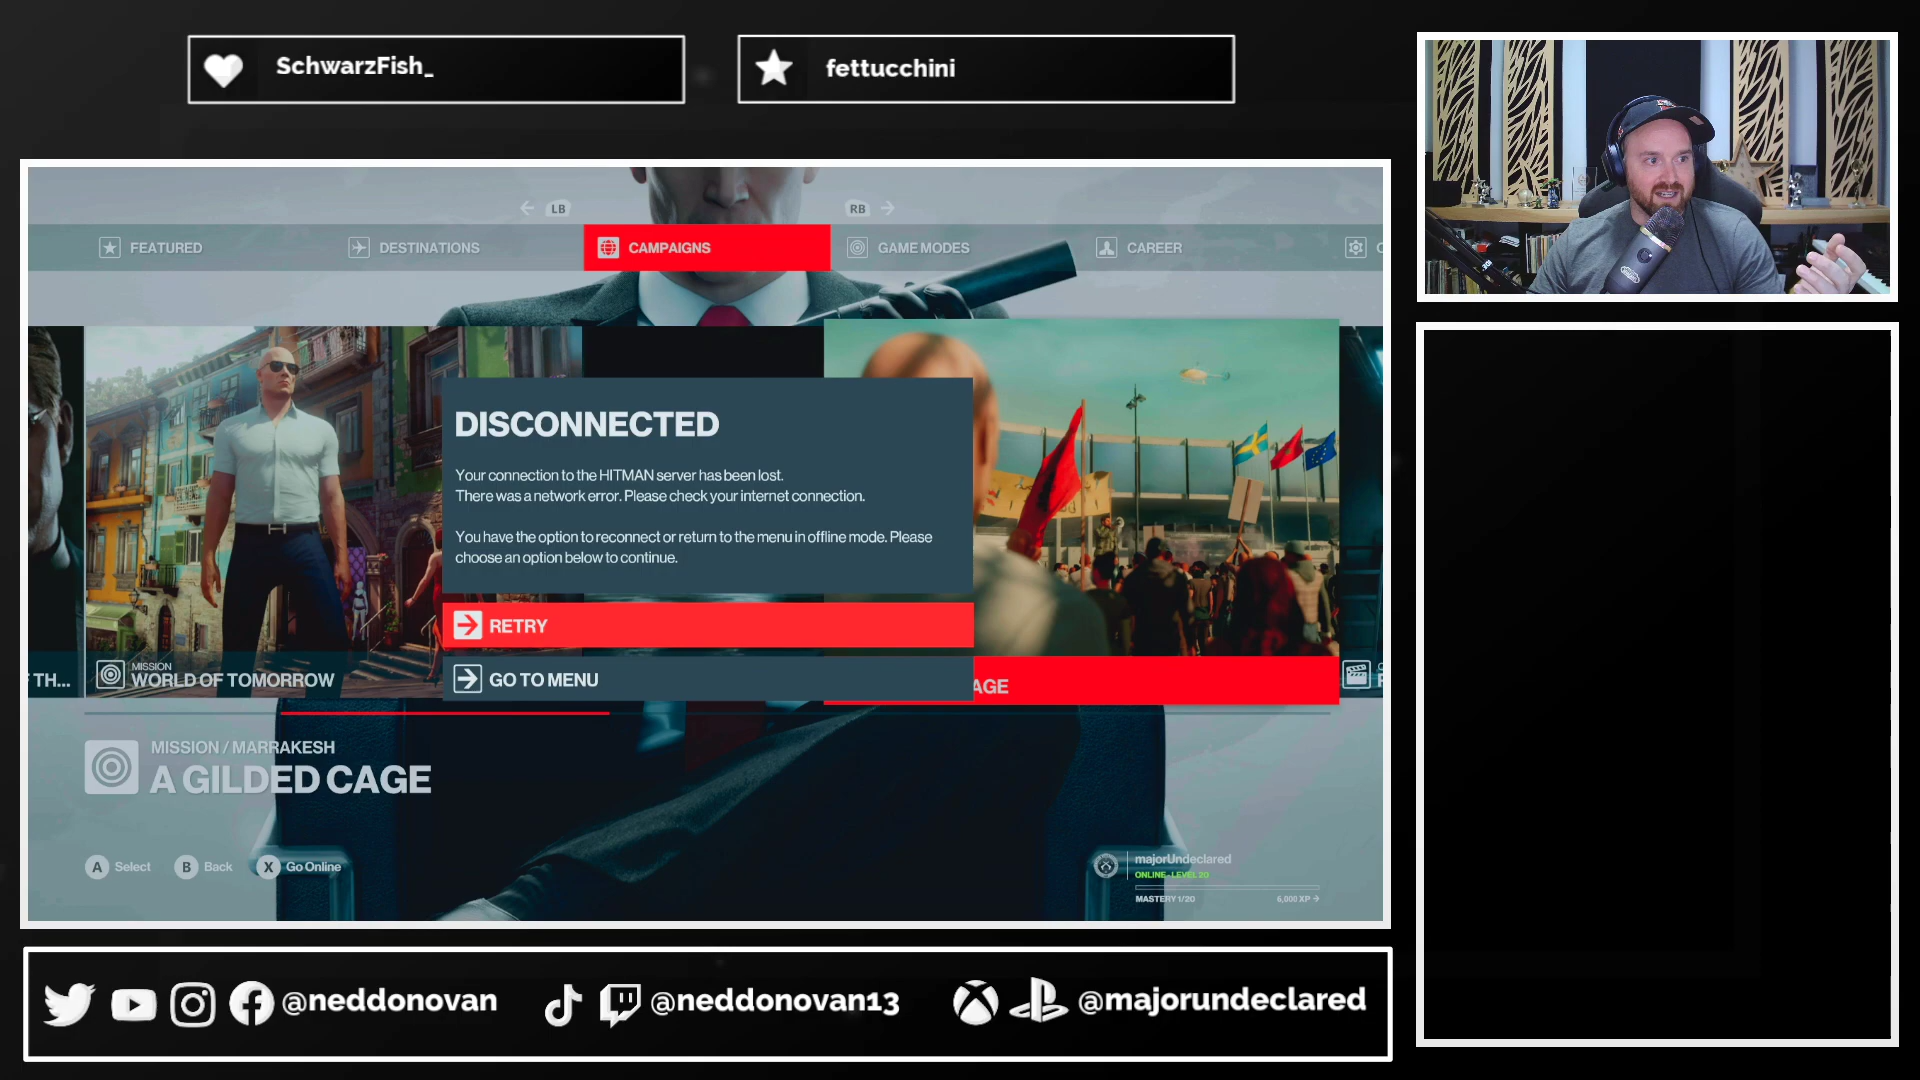 SchwarzFish_
fettucchini
LB
RB
FEATURED
DESTINATIONS
CAMPAIGNS
GAME MODES
CAREER
DISCONNECTED
Your connection to the HITMAN server has been lost.
There was a network error. Please check your internet connection.
You have the option to reconnect or return to the menu in offline mode. Please
choose an option below to continue.
RETRY
GO TO MENU
TH...
MISSION
WORLD OF TOMORROW
AGE
MISSION / MARRAKESH
A GILDED CAGE
A Select
B Back
X Go Online
majorUndeclared
ONLINE - LEVEL 20
MASTERY 1/20
6,000 XP
@neddonovan
@neddonovan13
@majorundeclared